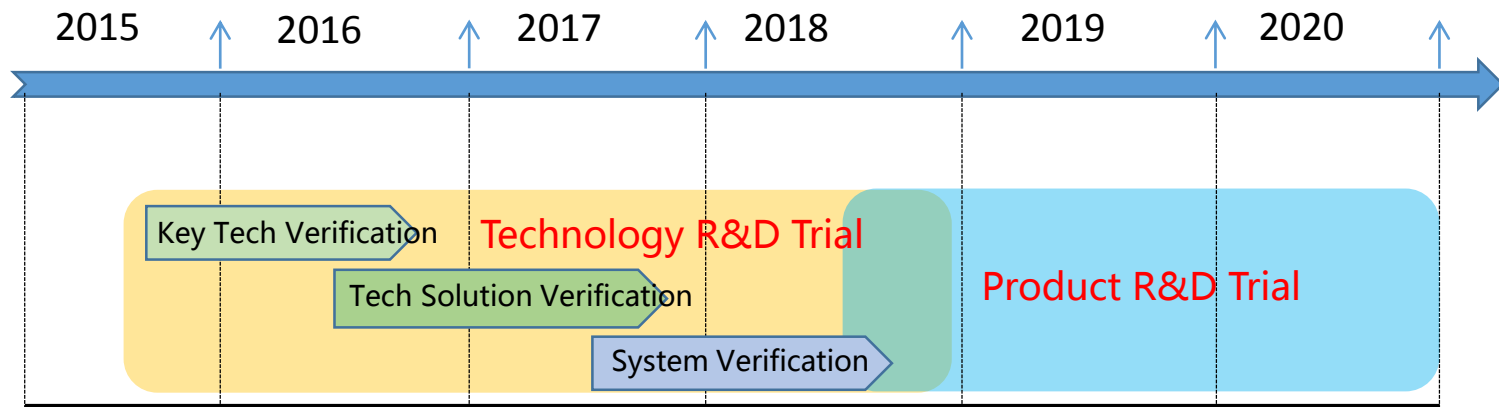 2015 2016 2017 2018 2019 2020
Key Tech Verification
Technology R&D Trial
Tech Solution Verification
Product R&D Trial
System Verification